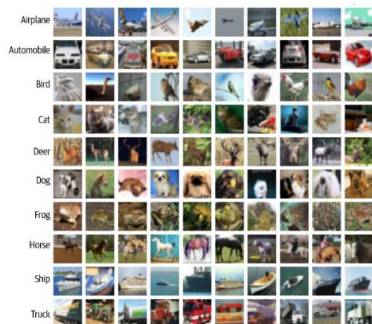 Airplane
Automobile
Bird
Cat
Deer
Dog
Frog
Horse
Ship
Truck